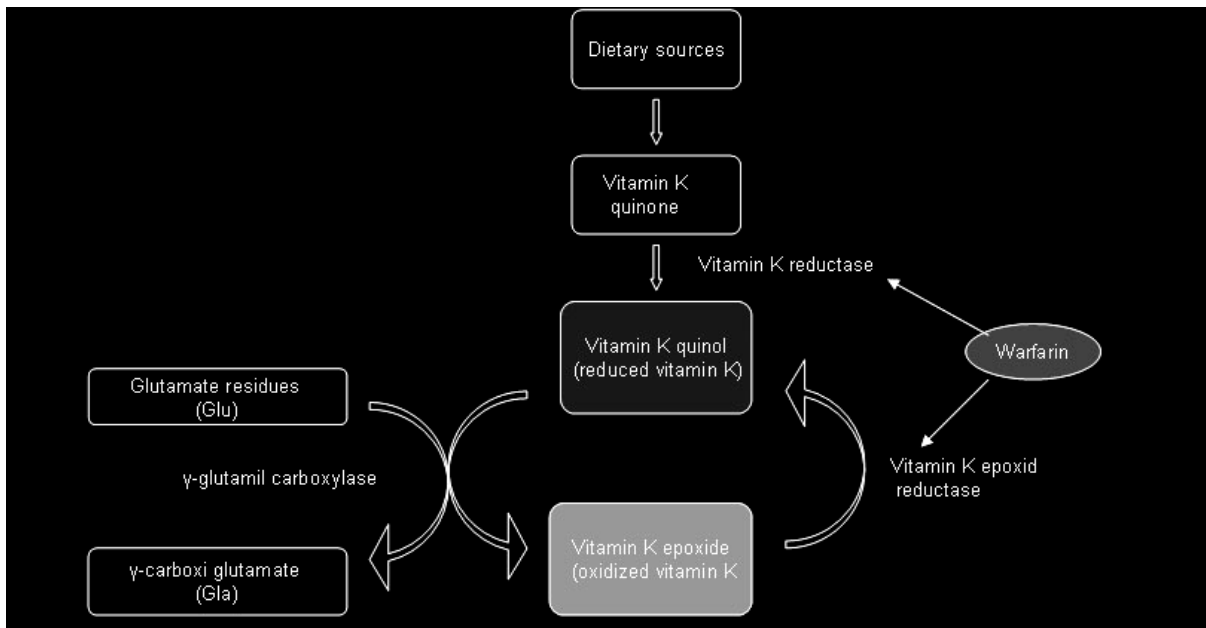 Dietary sources
Vitamin K
quinone
Vitamin K reductase
Vitamin K quinol
(reduced vitamin K)
Warfarin
Glutamate residues
(Glu)
γ-glutamil carboxylase
Vitamin K epoxid
reductase
Vitamin K epoxide
(oxidized vitamin K
γ-carboxi glutamate
(Gla)